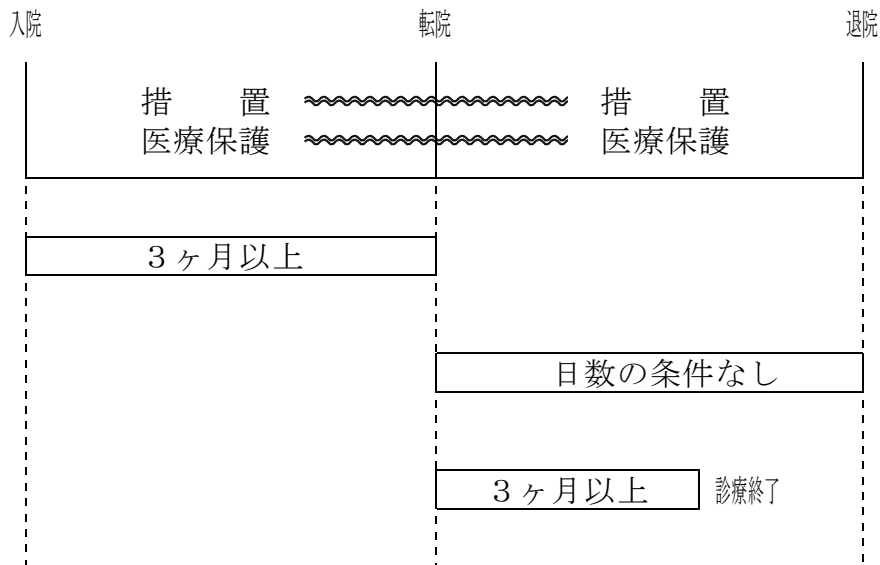 入院 転院 退院
措置 措置
医療保護 医療保護
3ヶ月以上
日数の条件なし
3ヶ月以上 診療終了